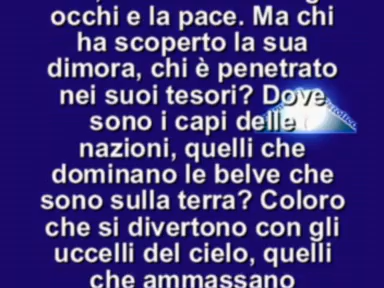 occhi e la pace. Ma chi
ha scoperto la sua
dimora, chi è penetrato
nei suoi tesori? Dove
sono i capi delle
nazioni, quelli che
dominano le belve che
sono sulla terra? Coloro
che si divertono con gli
uccelli del cielo, quelli
che ammassano